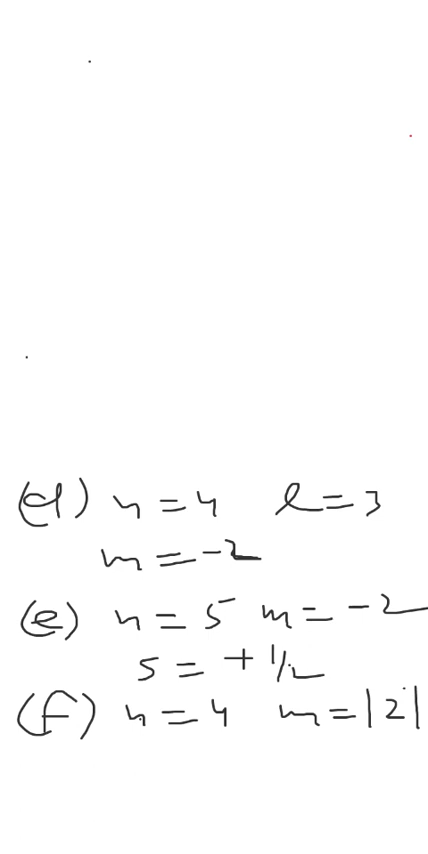 (d) n = 4 l = 3
m = -2
(e) n = 5 m = -2
s = + 1/2
(f) n = 4 m = |2|